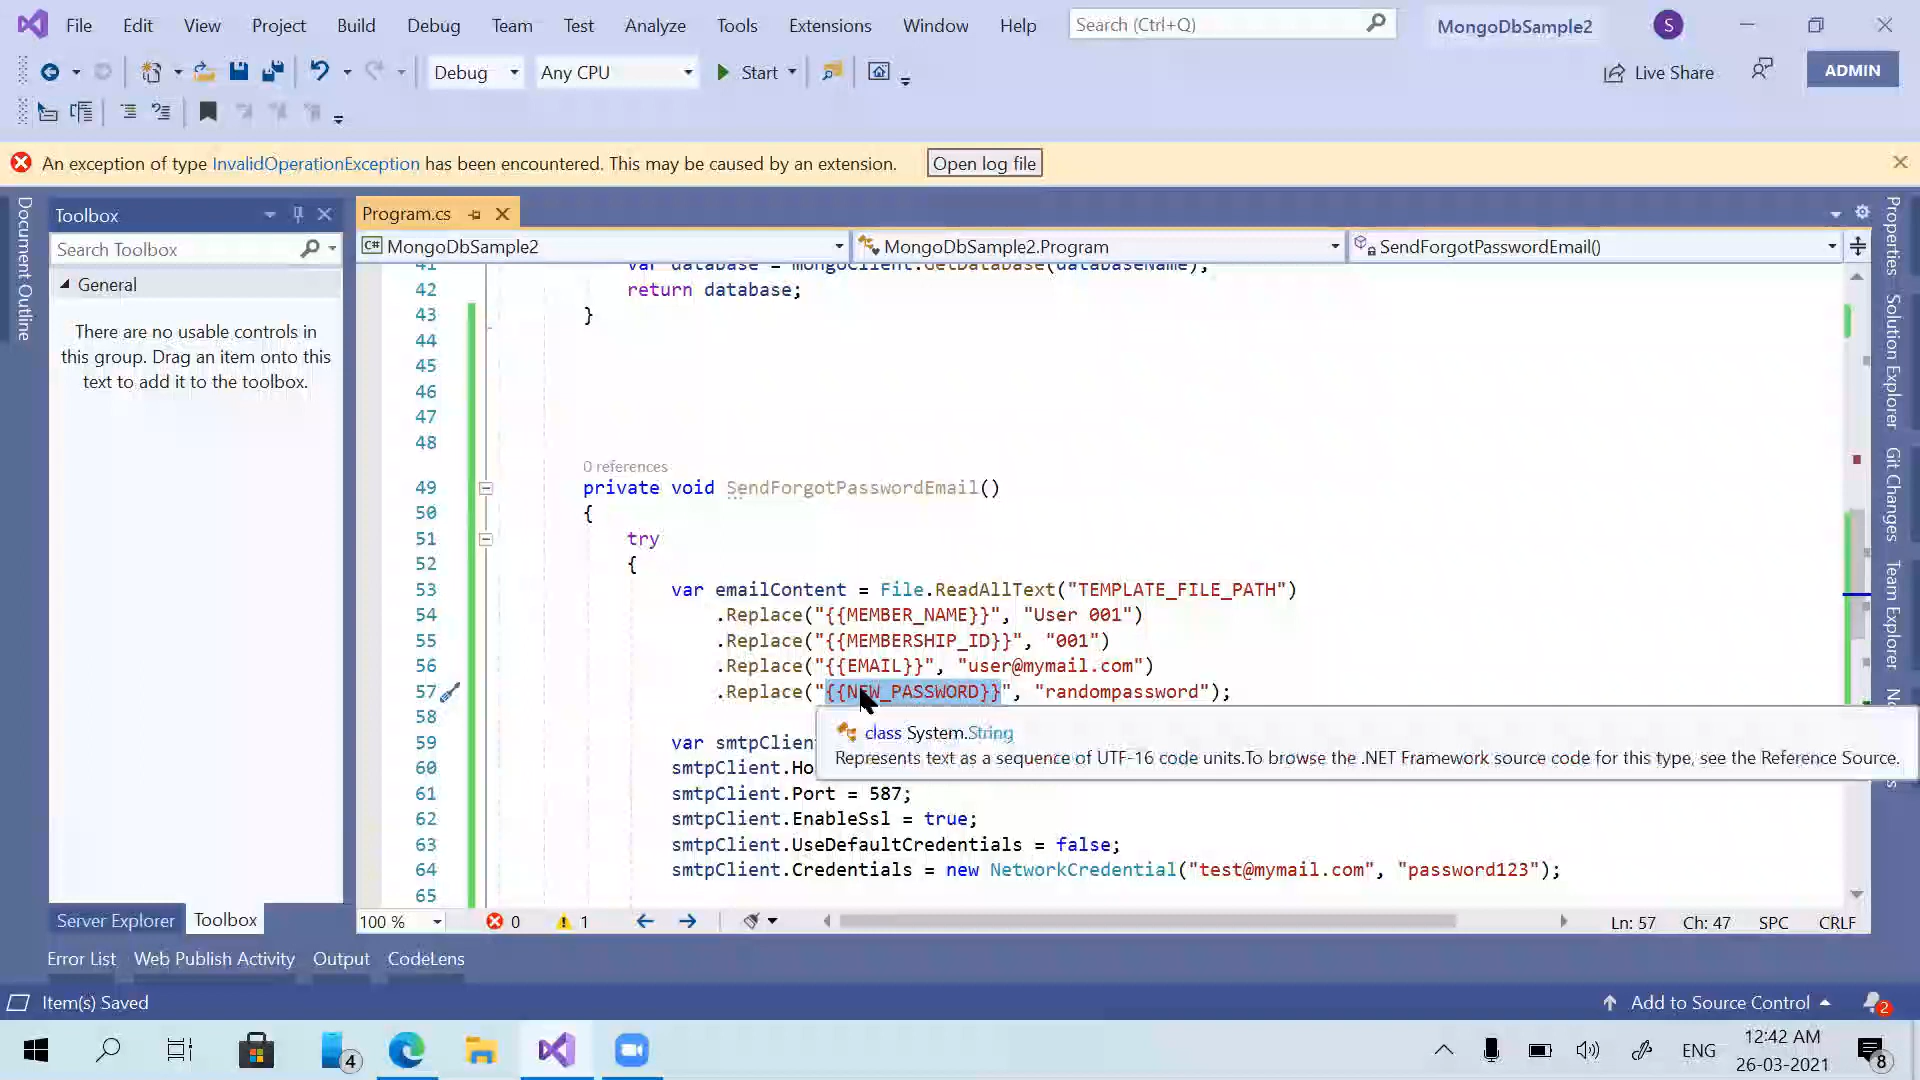 File Edit View Project Build Debug Team Test Analyze Tools Extensions Window Help Search (Ctrl+Q) MongoDbSample2 S
Debug Any CPU Start Live Share ADMIN
An exception of type InvalidOperationException has been encountered. This may be caused by an extension. Open log file
Document Outline
Toolbox
Search Toolbox
General
There are no usable controls in
this group. Drag an item onto this
text to add it to the toolbox.
Server Explorer Toolbox
Program.cs
C# MongoDbSample2 MongoDbSample2.Program SendForgotPasswordEmail()
41 var database = mongoClient.GetDatabase(databaseName);
42 return database;
43 }
44
45
46
47
48
0 references
49 private void SendForgotPasswordEmail()
50 {
51 try
52 {
53 var emailContent = File.ReadAllText("TEMPLATE_FILE_PATH")
54 .Replace("{{MEMBER_NAME}}", "User 001")
55 .Replace("{{MEMBERSHIP_ID}}", "001")
56 .Replace("{{EMAIL}}", "user@mymail.com")
57 .Replace("{{NEW_PASSWORD}}", "randompassword");
58
class System.String
Represents text as a sequence of UTF-16 code units.To browse the .NET Framework source code for this type, see the Reference Source.
59 var smtpClien
60 smtpClient.Ho
61 smtpClient.Port = 587;
62 smtpClient.EnableSsl = true;
63 smtpClient.UseDefaultCredentials = false;
64 smtpClient.Credentials = new NetworkCredential("test@mymail.com", "password123");
65
100 % 0 1 Ln: 57 Ch: 47 SPC CRLF
Properties
Solution Explorer
Git Changes
Team Explorer
Error List Web Publish Activity Output CodeLens
Item(s) Saved Add to Source Control 2
4 ENG 12:42 AM
26-03-2021 8